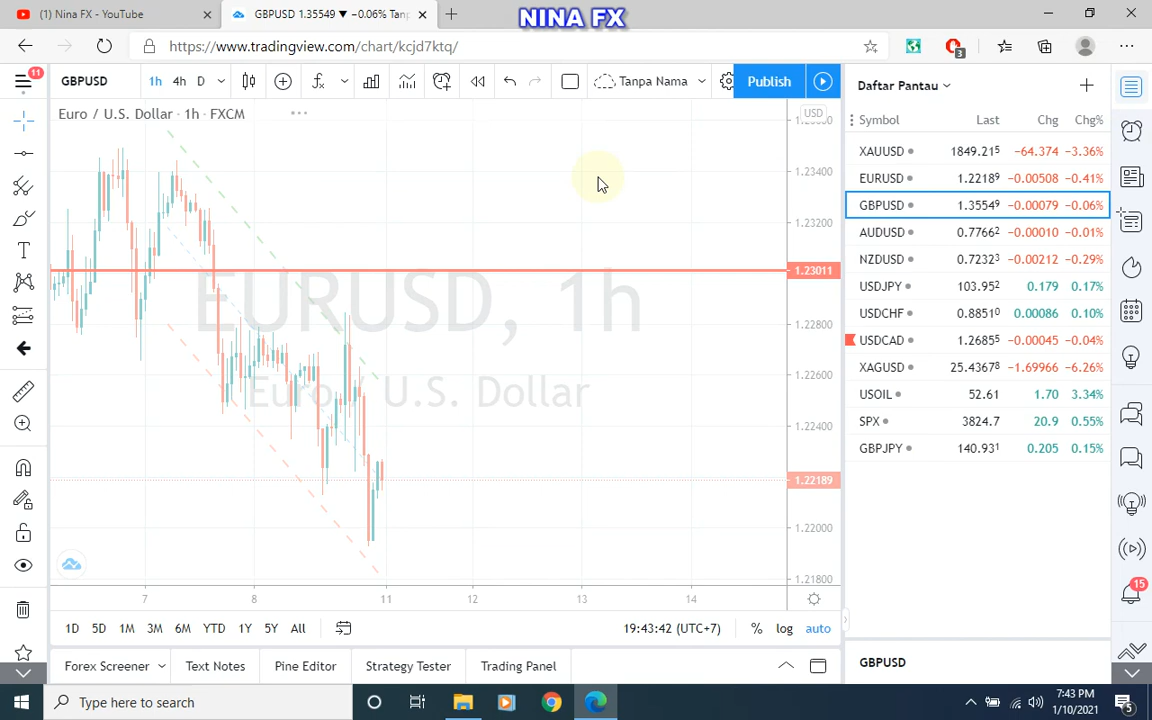 (1) Nina FX - YouTube
GBPUSD 1.35549 ▼ −0.06% Tanp
NINA FX
https://www.tradingview.com/chart/kcjd7ktq/
3
11
GBPUSD
1h
4h
D
Tanpa Nama
Publish
Daftar Pantau
Euro / U.S. Dollar · 1h · FXCM
USD
Symbol Last Chg Chg%
XAUUSD 1849.215 −64.374 −3.36%
EURUSD 1.22189 −0.00508 −0.41%
GBPUSD 1.35549 −0.00079 −0.06%
AUDUSD 0.77662 −0.00010 −0.01%
NZDUSD 0.72323 −0.00212 −0.29%
USDJPY 103.952 0.179 0.17%
USDCHF 0.88510 0.00086 0.10%
USDCAD 1.26855 −0.00045 −0.04%
XAGUSD 25.43678 −1.69966 −6.26%
USOIL 52.61 1.70 3.34%
SPX 3824.7 20.9 0.55%
GBPJPY 140.931 0.205 0.15%
1.23400
1.23200
1.23011
1.22800
1.22600
1.22400
1.22189
1.22000
1.21800
EURUSD, 1h
Euro / U.S. Dollar
7 8 11 12 13 14
1D 5D 1M 3M 6M YTD 1Y 5Y All
19:43:42 (UTC+7)
% log auto
15
Forex Screener
Text Notes
Pine Editor
Strategy Tester
Trading Panel
GBPUSD
Type here to search
7:43 PM
1/10/2021
5